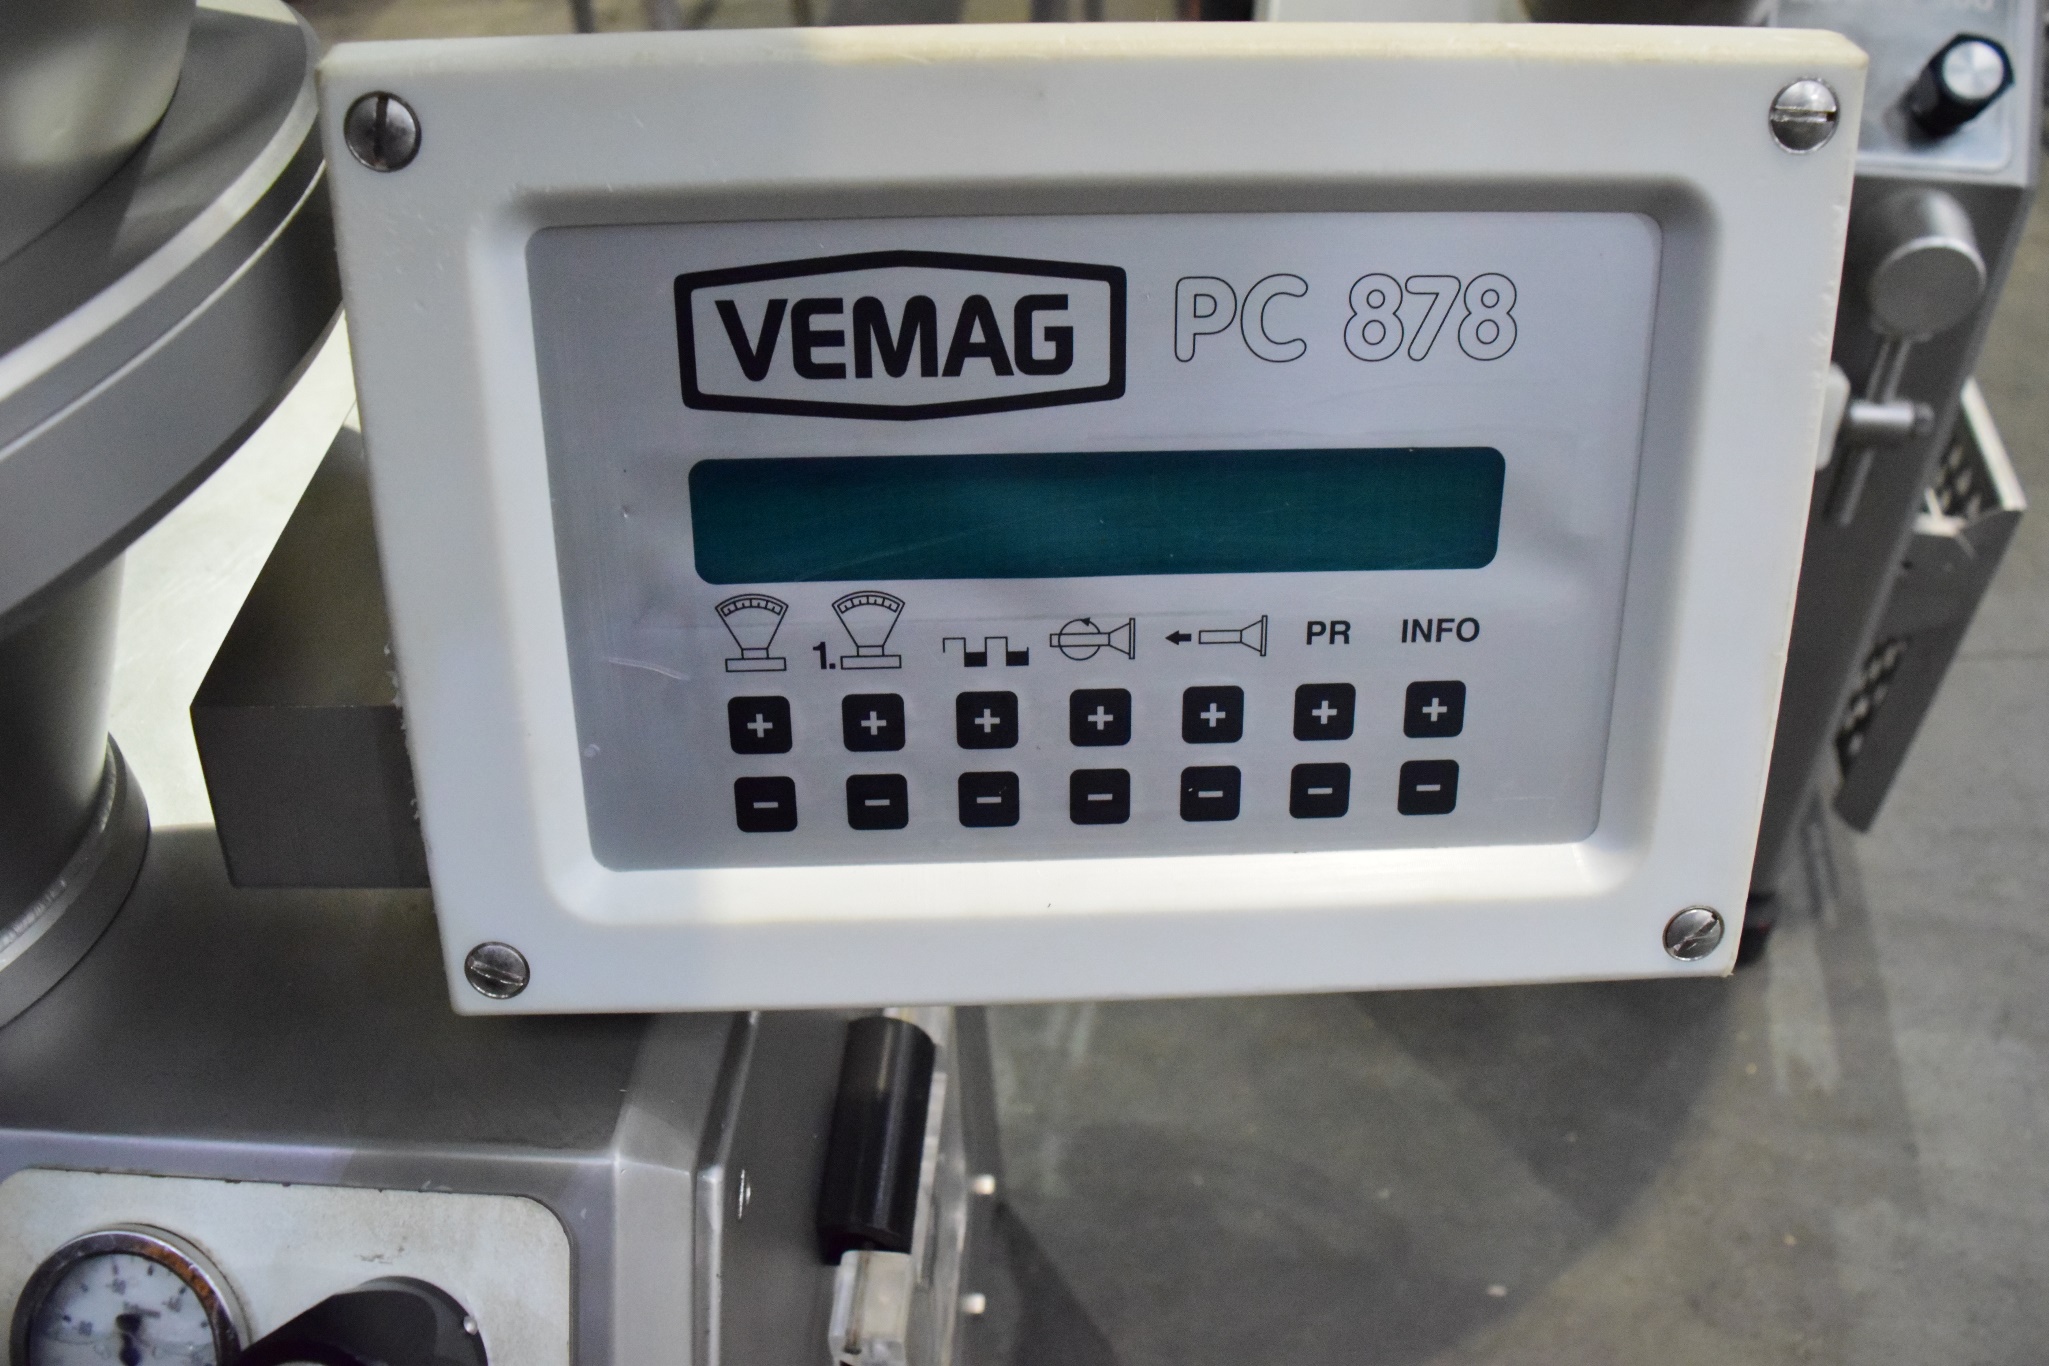 VEMAG PC 878
1. PR INFO
+ + + + + + +
- - - - - - -